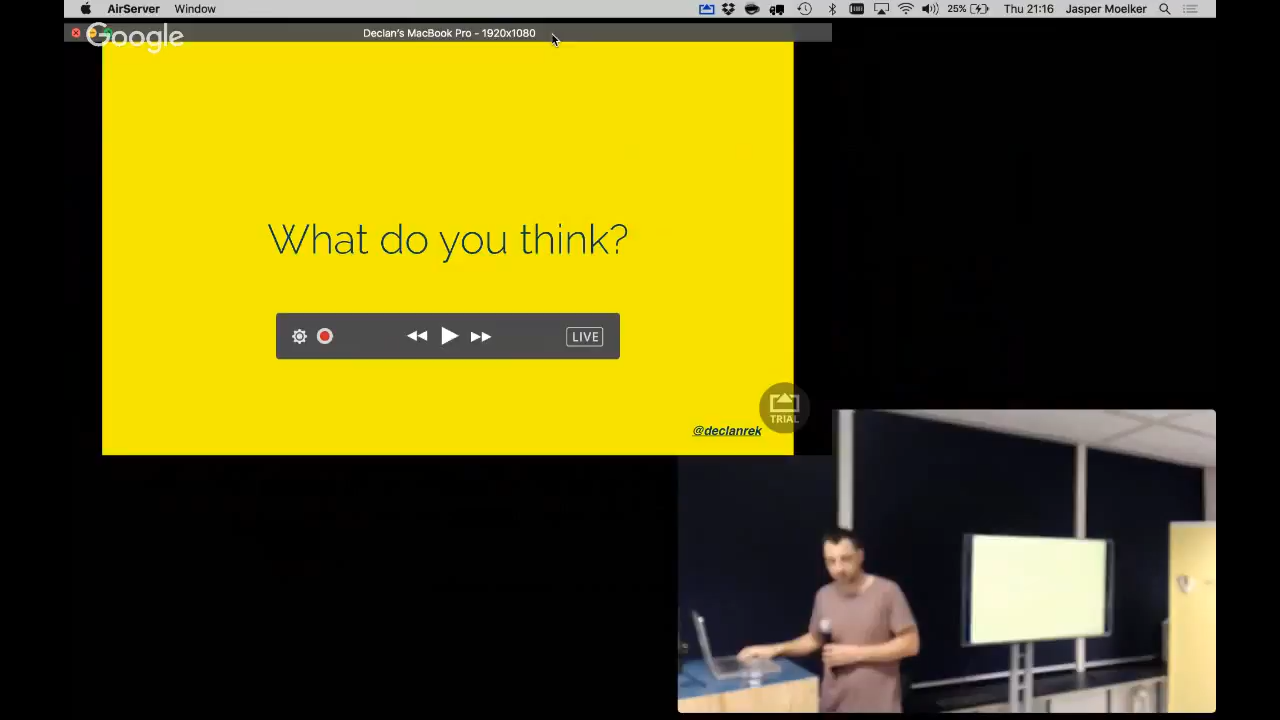 AirServer Window
25% Thu 21:16 Jasper Moelker
Google
Declan's MacBook Pro - 1920x1080
What do you think?
LIVE
TRIAL
@declanrek